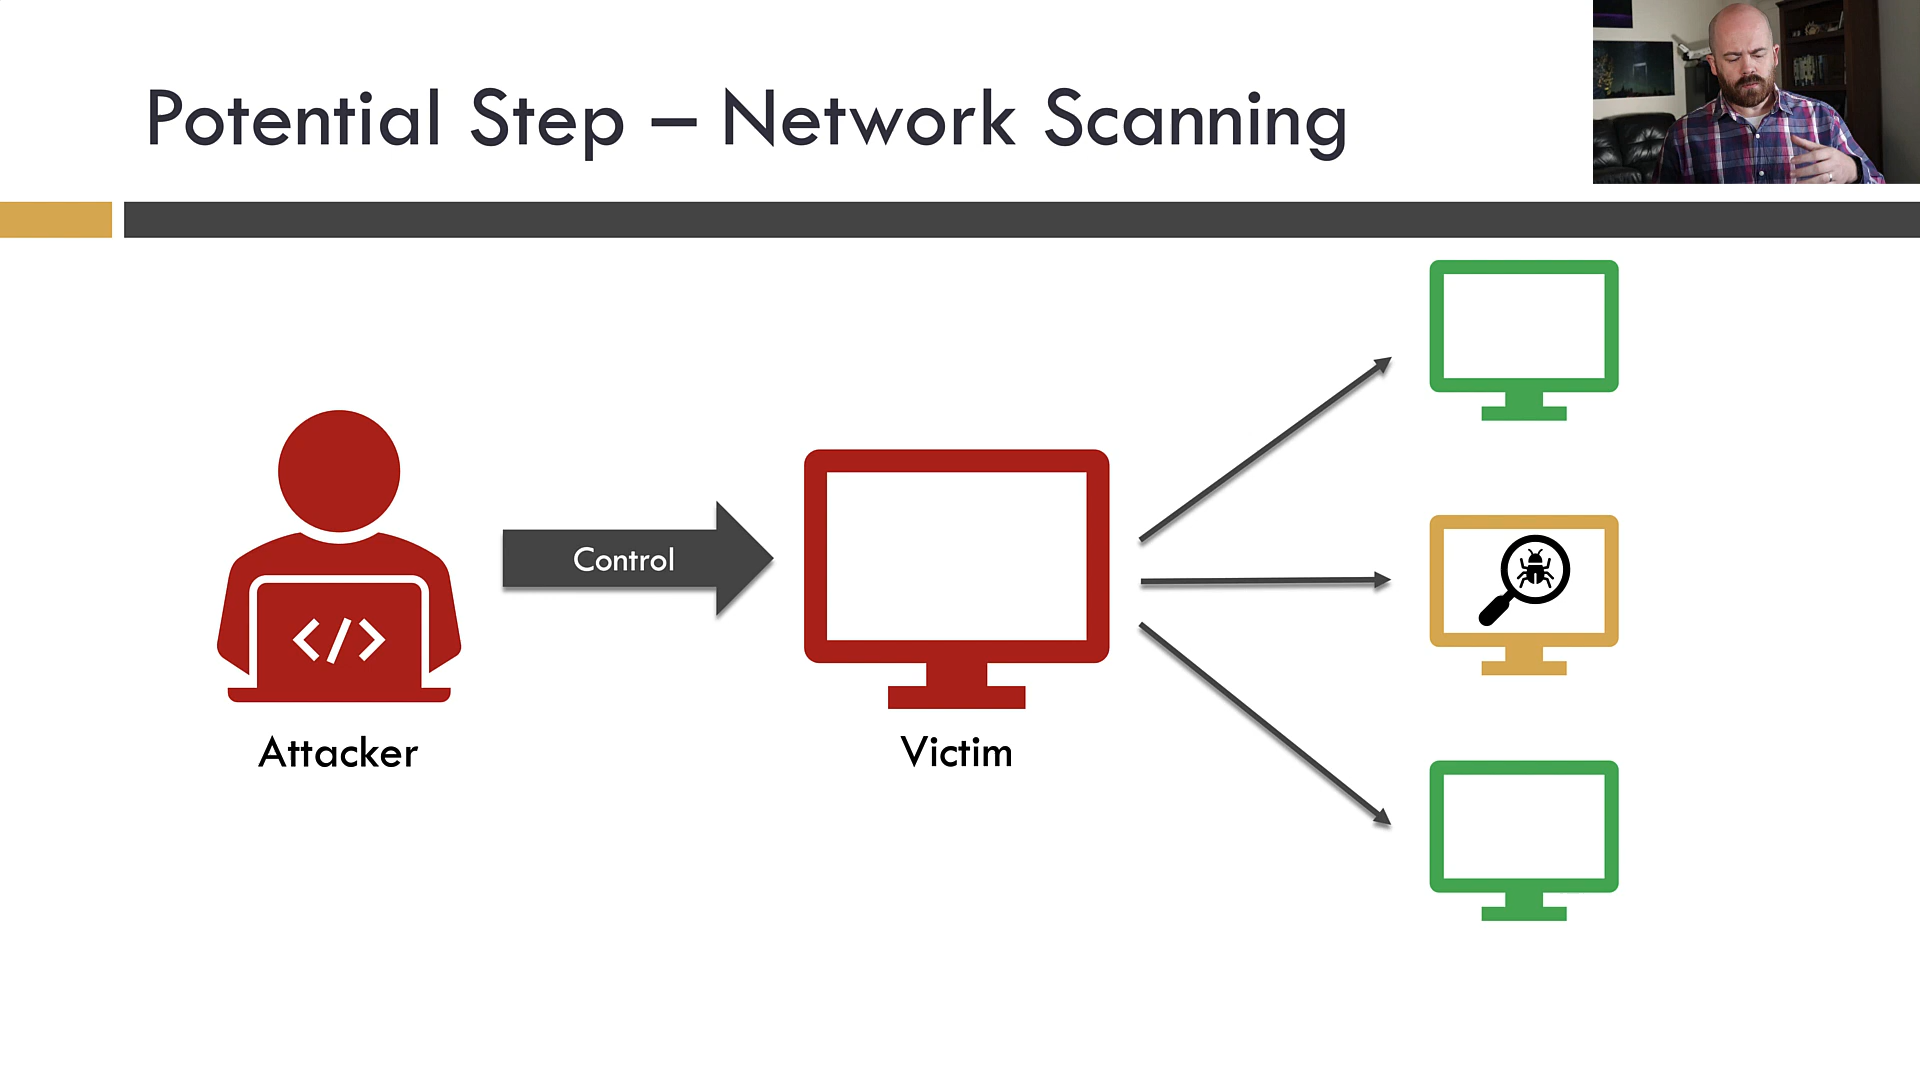 Potential Step – Network Scanning
Control
</>
Attacker
Victim